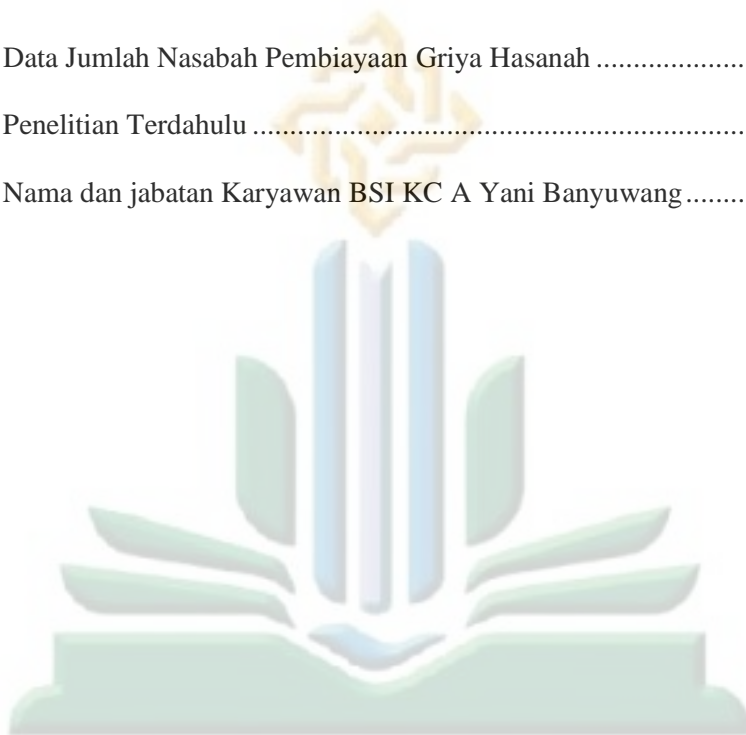 Data Jumlah Nasabah Pembiayaan Griya Hasanah ....................
Penelitian Terdahulu ..................................................................
Nama dan jabatan Karyawan BSI KC A Yani Banyuwang ........